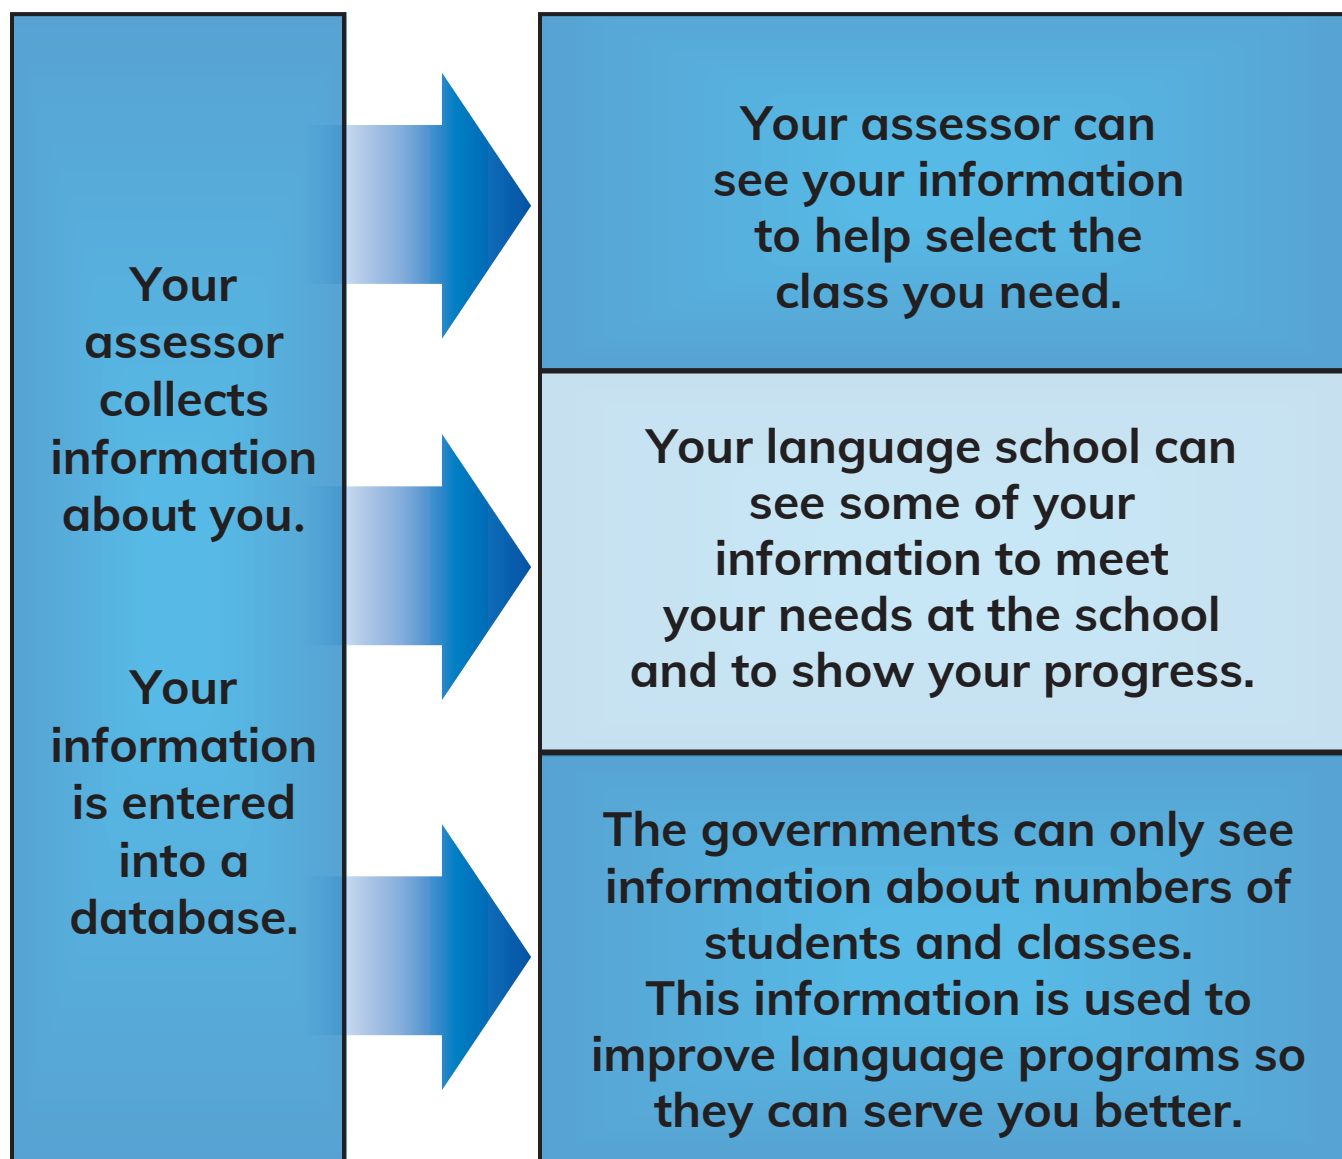 Your
assessor
collects
information
about you.
Your
information
is entered
into a
database.
Your assessor can
see your information
to help select the
class you need.
Your language school can
see some of your
information to meet
your needs at the school
and to show your progress.
The governments can only see
information about numbers of
students and classes.
This information is used to
improve language programs so
they can serve you better.